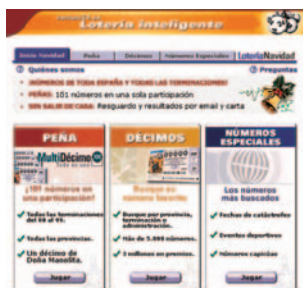 Lotería inteligente
Inicio Navidad Peña Décimos Números Especiales LoteríaNavidad
Quiénes somos Preguntas
¡NÚMEROS DE TODA ESPAÑA Y TODAS LAS TERMINACIONES!
PEÑAS: 101 números en una sola participación
SIN SALIR DE CASA: Resguardo y resultados por email y carta
PEÑA
MultiDécimo
¡101 números en una participación!
Todas las terminaciones del 00 al 99.
Todas las provincias.
Un décimo de Doña Manolita.
Jugar
DÉCIMOS
Busque su número favorito
Busque por provincia, terminación o administración.
Más de 5.000 números.
3 millones en premios.
Jugar
NÚMEROS ESPECIALES
Los números más buscados
Fechas de catástrofes
Eventos deportivos
Números capicúas
Jugar